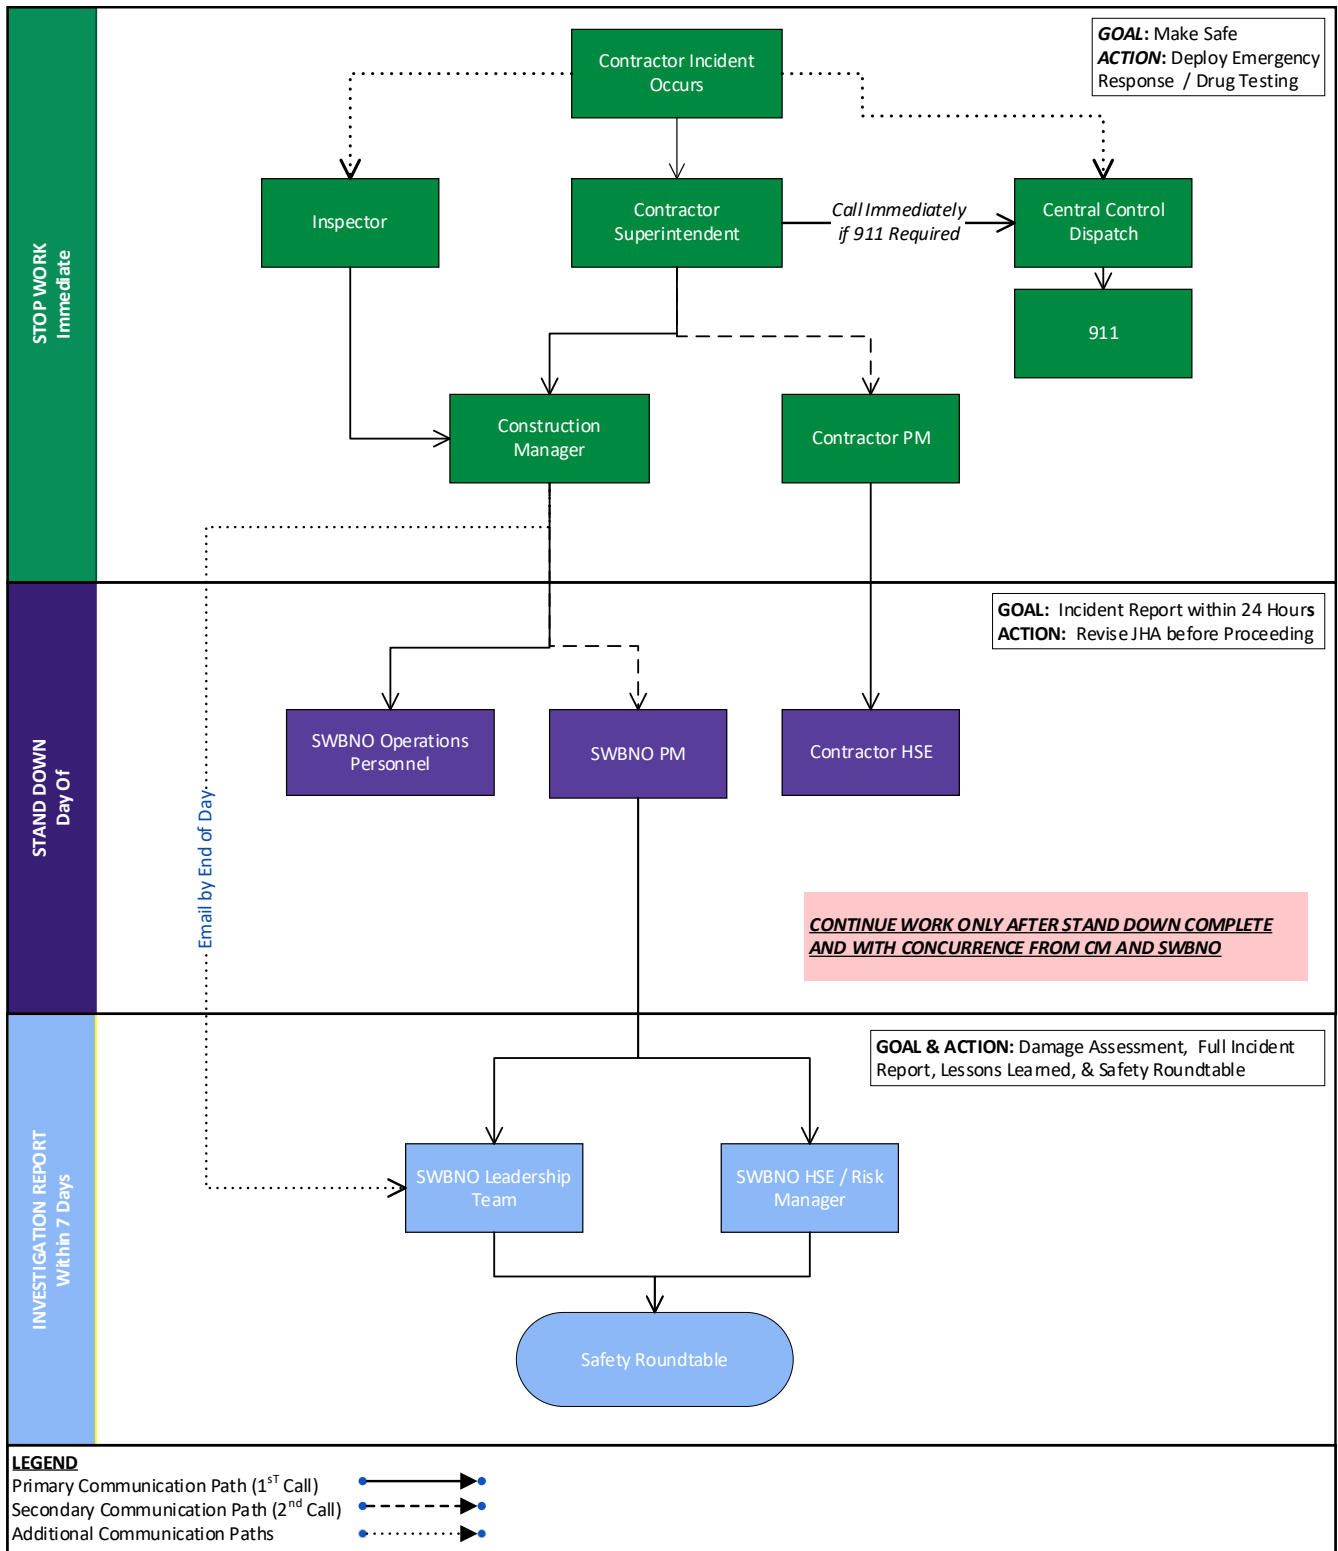 GOAL: Make Safe
ACTION: Deploy Emergency
Response / Drug Testing
Contractor Incident
Occurs
Inspector
Contractor
Superintendent
Call Immediately
if 911 Required
Central Control
Dispatch
911
STOP WORK
Immediate
Construction
Manager
Contractor PM
GOAL: Incident Report within 24 Hours
ACTION: Revise JHA before Proceeding
SWBNO Operations
Personnel
SWBNO PM
Contractor HSE
STAND DOWN
Day Of
Email by End of Day
CONTINUE WORK ONLY AFTER STAND DOWN COMPLETE
AND WITH CONCURRENCE FROM CM AND SWBNO
GOAL & ACTION: Damage Assessment, Full Incident
Report, Lessons Learned, & Safety Roundtable
INVESTIGATION REPORT
Within 7 Days
SWBNO Leadership
Team
SWBNO HSE / Risk
Manager
Safety Roundtable
LEGEND
Primary Communication Path (1sT Call)
Secondary Communication Path (2nd Call)
Additional Communication Paths